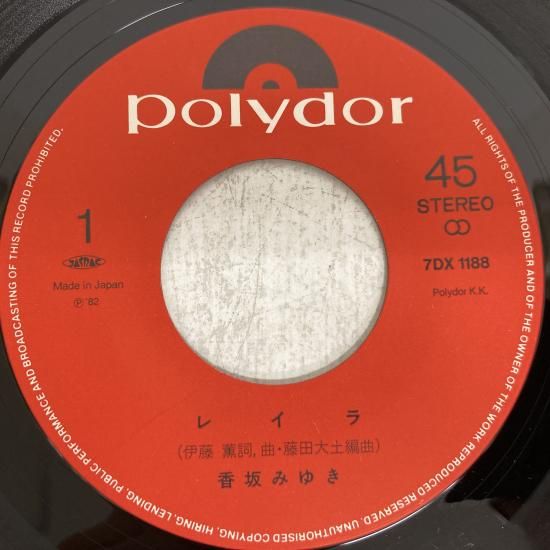 polydor
45
STEREO
1
JASRAC
7DX 1188
Made in Japan
Polydor K.K.
Ⓟ '82
レイラ
(伊藤 薫詞,曲・藤田大土編曲)
香坂みゆき
ALL RIGHTS OF THE PRODUCER AND OF THE OWNER OF THE WORK REPRODUCED RESERVED. UNAUTHORISED COPYING, HIRING, LENDING, PUBLIC PERFORMANCE AND BROADCASTING OF THIS RECORD PROHIBITED.